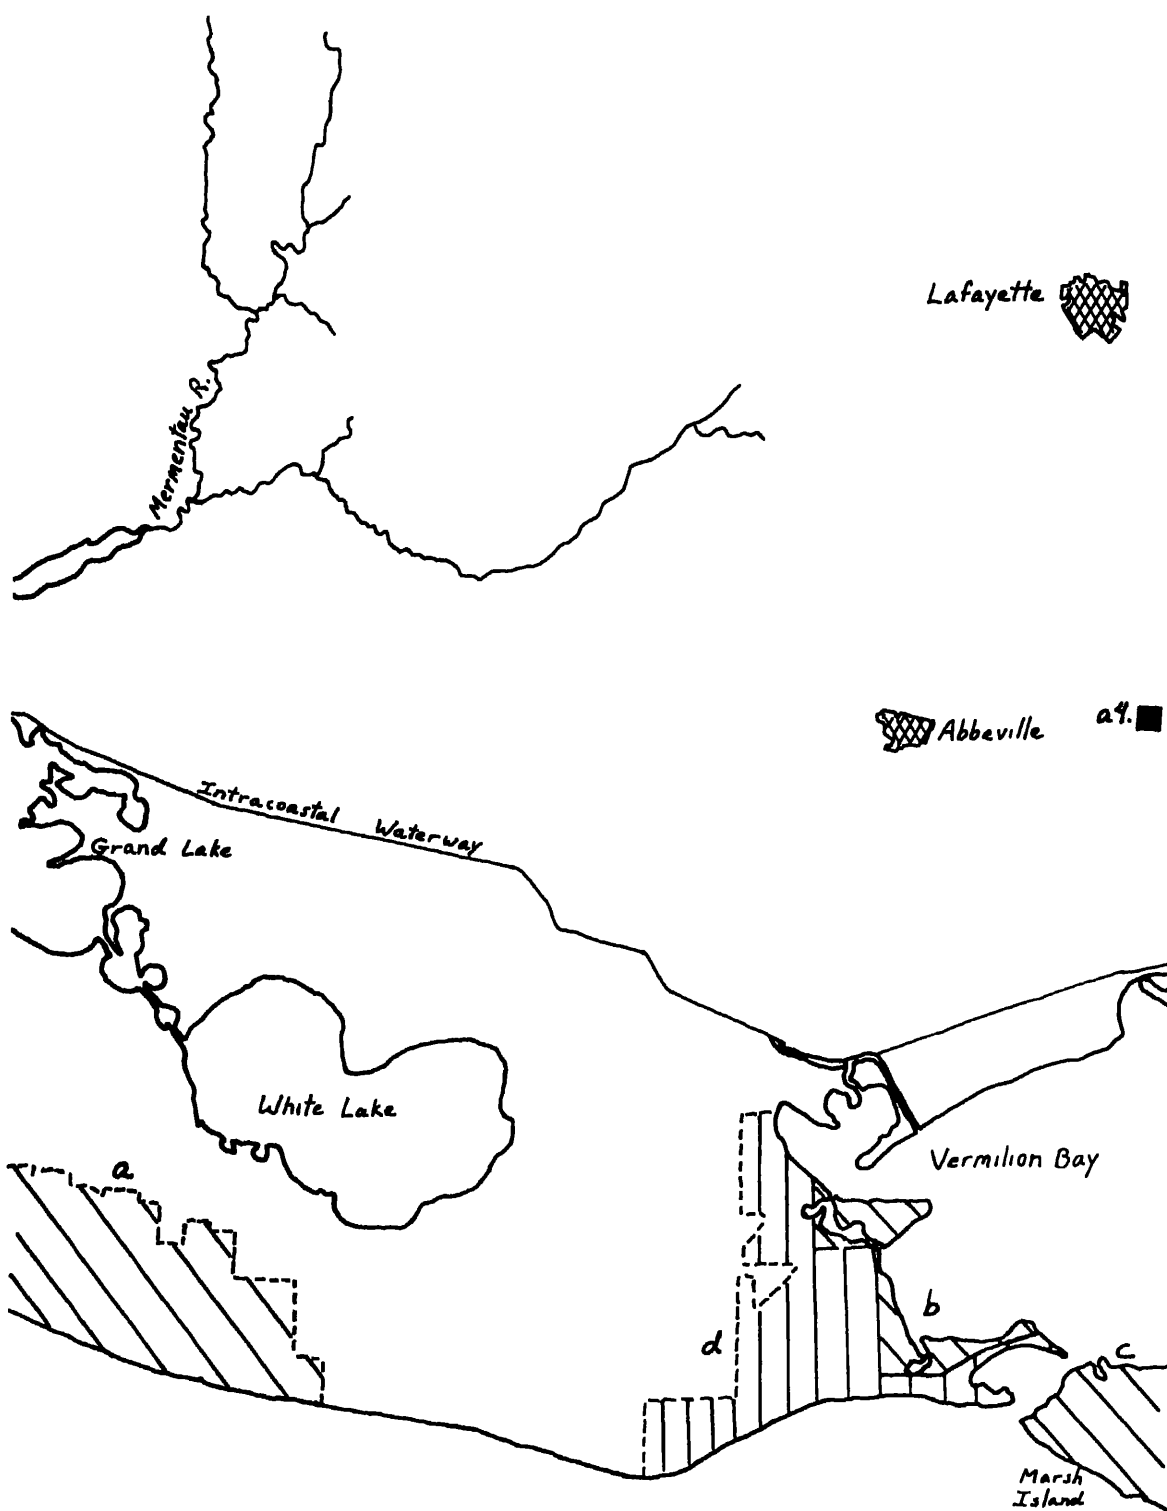 Lafayette
Mermentau R.
a4.
Abbeville
Intracoastal Waterway
Grand Lake
White Lake
Vermilion Bay
a
b
d
c
Marsh
Island